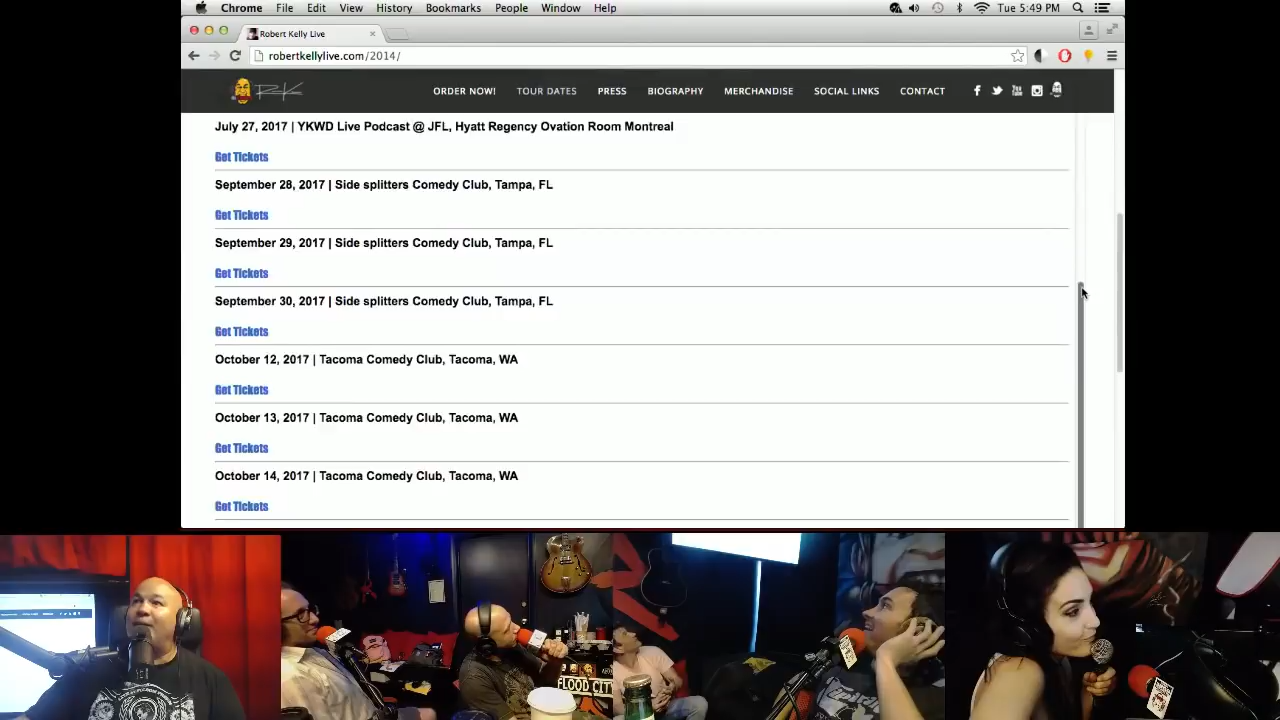 Chrome File Edit View History Bookmarks People Window Help Tue 5:49 PM
Robert Kelly Live
robertkellylive.com/2014/
ORDER NOW! TOUR DATES PRESS BIOGRAPHY MERCHANDISE SOCIAL LINKS CONTACT
July 27, 2017 | YKWD Live Podcast @ JFL, Hyatt Regency Ovation Room Montreal
Get Tickets
September 28, 2017 | Side splitters Comedy Club, Tampa, FL
Get Tickets
September 29, 2017 | Side splitters Comedy Club, Tampa, FL
Get Tickets
September 30, 2017 | Side splitters Comedy Club, Tampa, FL
Get Tickets
October 12, 2017 | Tacoma Comedy Club, Tacoma, WA
Get Tickets
October 13, 2017 | Tacoma Comedy Club, Tacoma, WA
Get Tickets
October 14, 2017 | Tacoma Comedy Club, Tacoma, WA
Get Tickets
FLOOD CITY